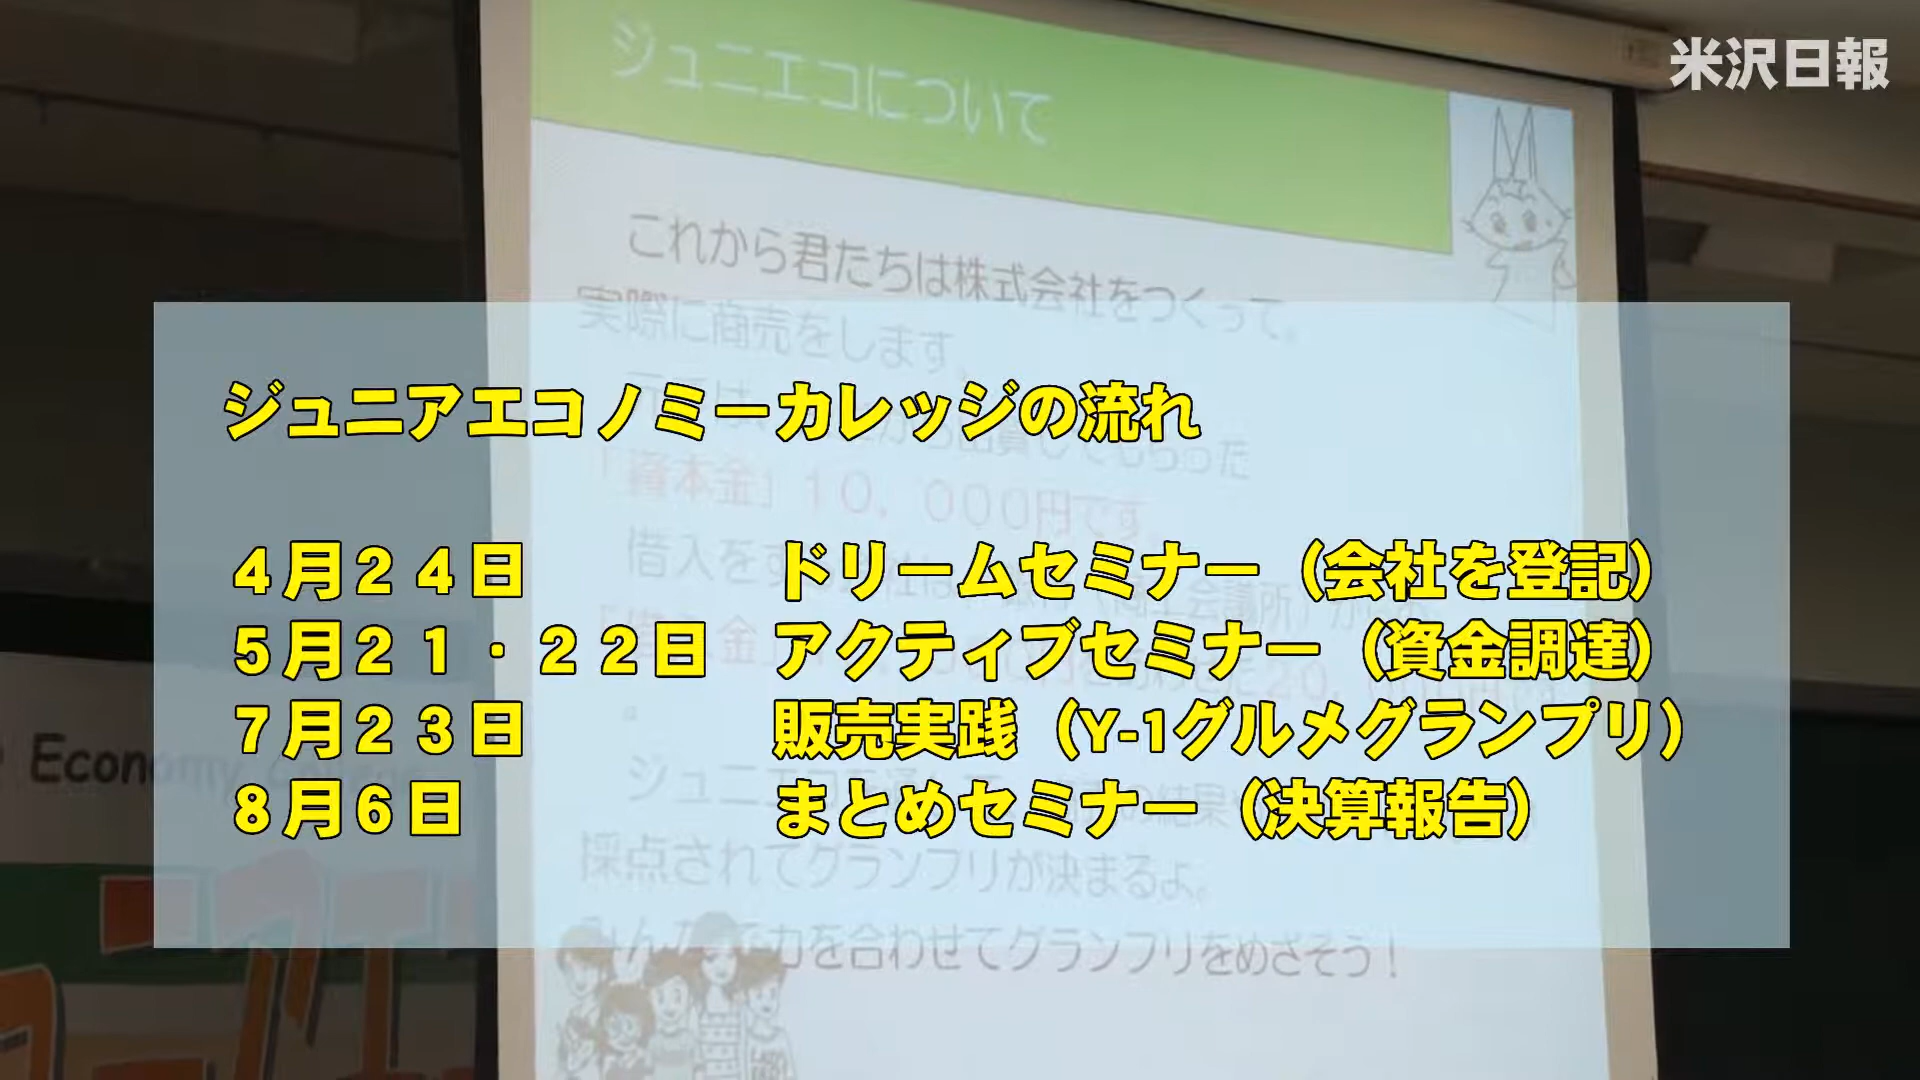 米沢日報
ジュニエコについて
これから君たちは株式会社をつくって、
実際に商売をします。
ジュニアエコノミーカレッジの流れ
「資本金」１０，０００円です
４月２４日 ドリームセミナー（会社を登記）
５月２１・２２日 アクティブセミナー（資金調達）
７月２３日 販売実践（Y-1グルメグランプリ）
Economy
８月６日 まとめセミナー（決算報告）
採点されてグランプリが決まるよ。
みんなで力を合わせてグランプリをめざそう！